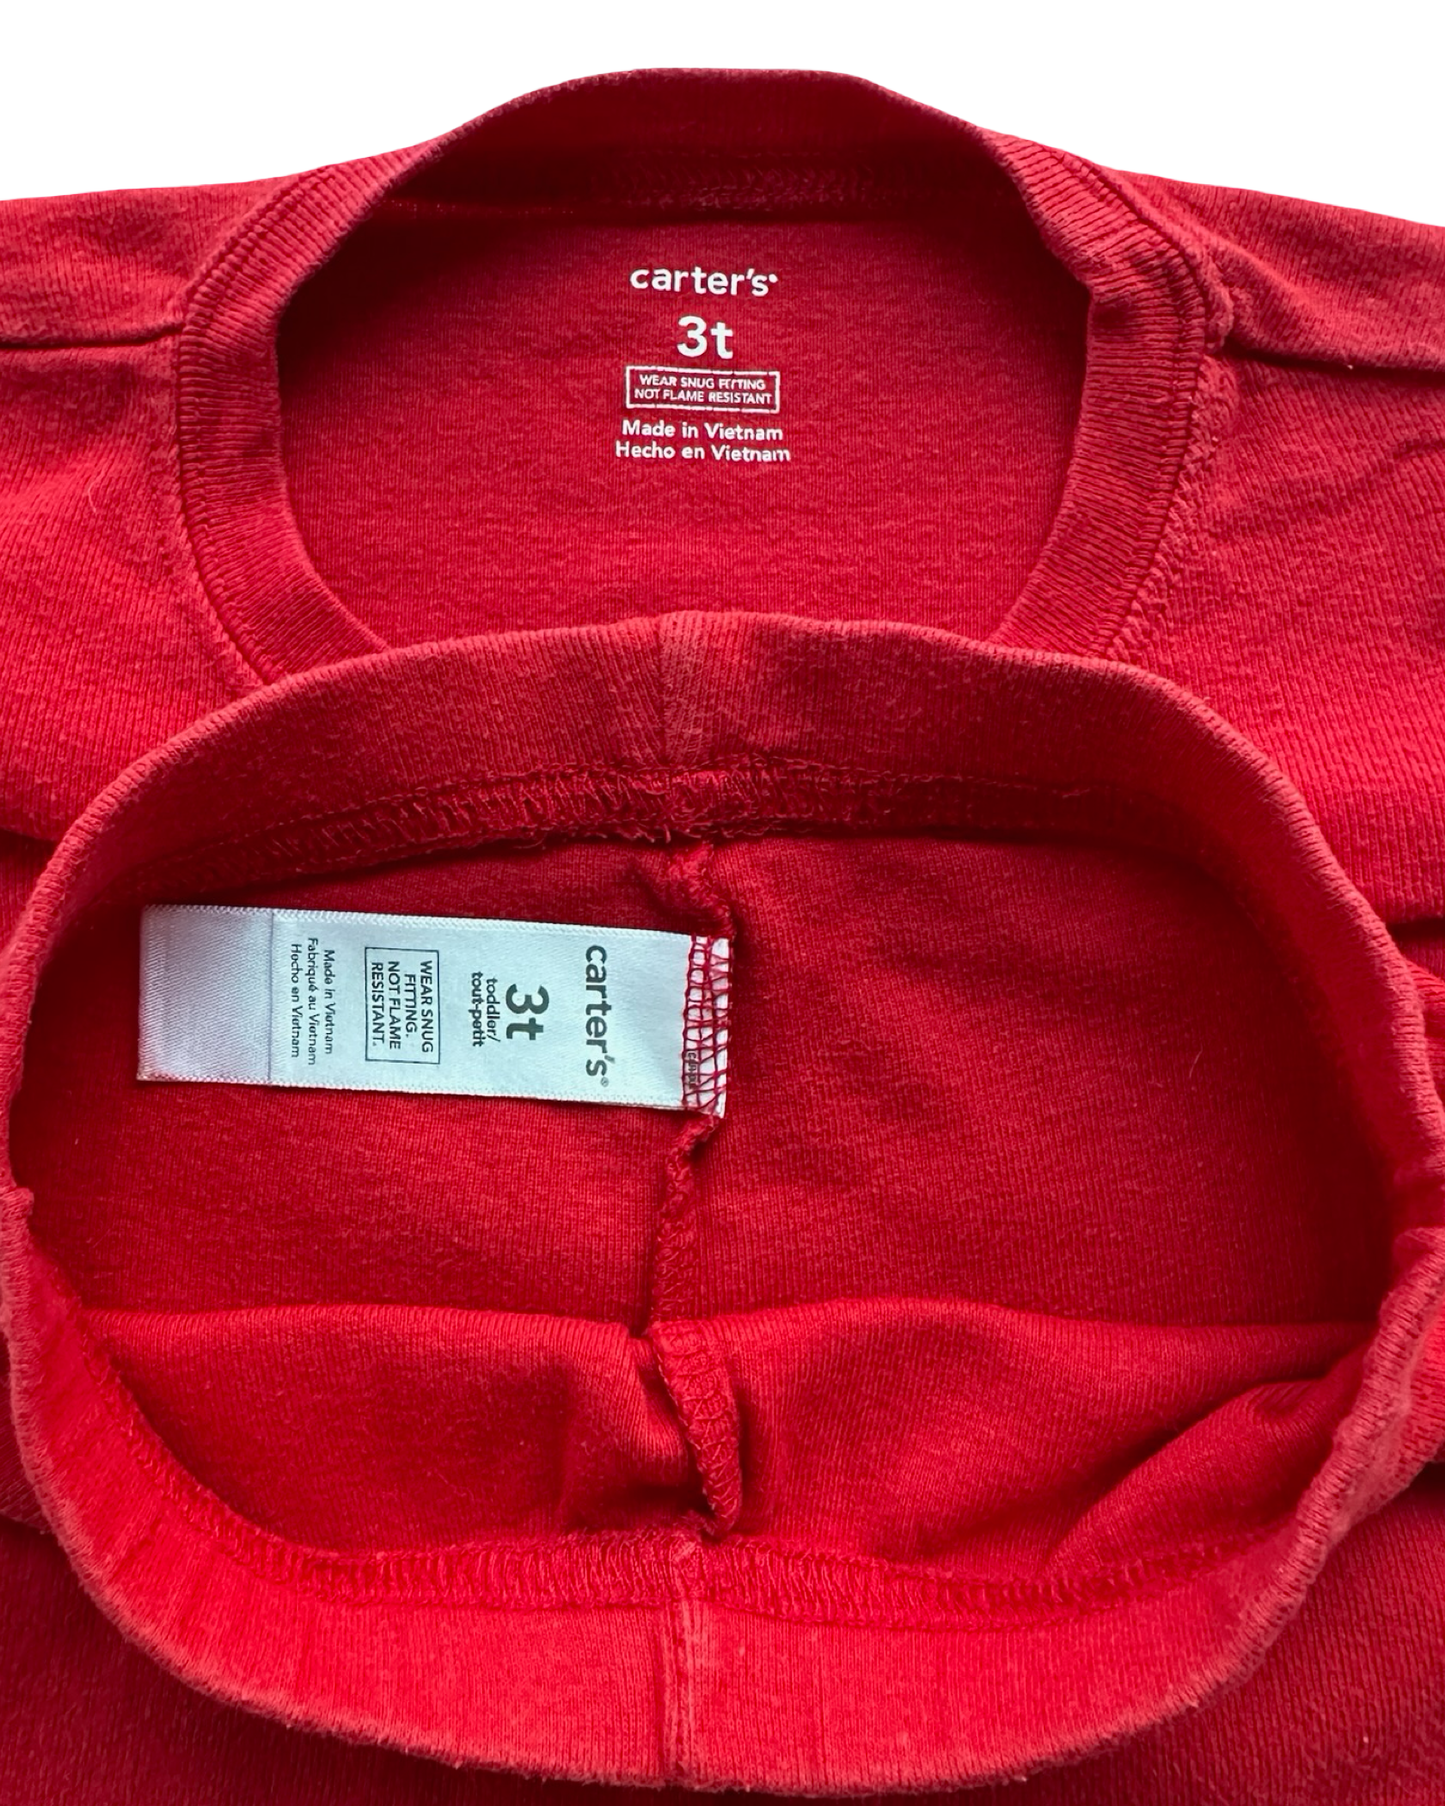 carter's
3t
WEAR SNUG FITTING
NOT FLAME RESISTANT
Made in Vietnam
Hecho en Vietnam
carter's®
3t
toddler/
tout-petit
WEAR SNUG
FITTING.
NOT FLAME
RESISTANT.
Made in Vietnam
Fabriqué au Vietnam
Hecho en Vietnam